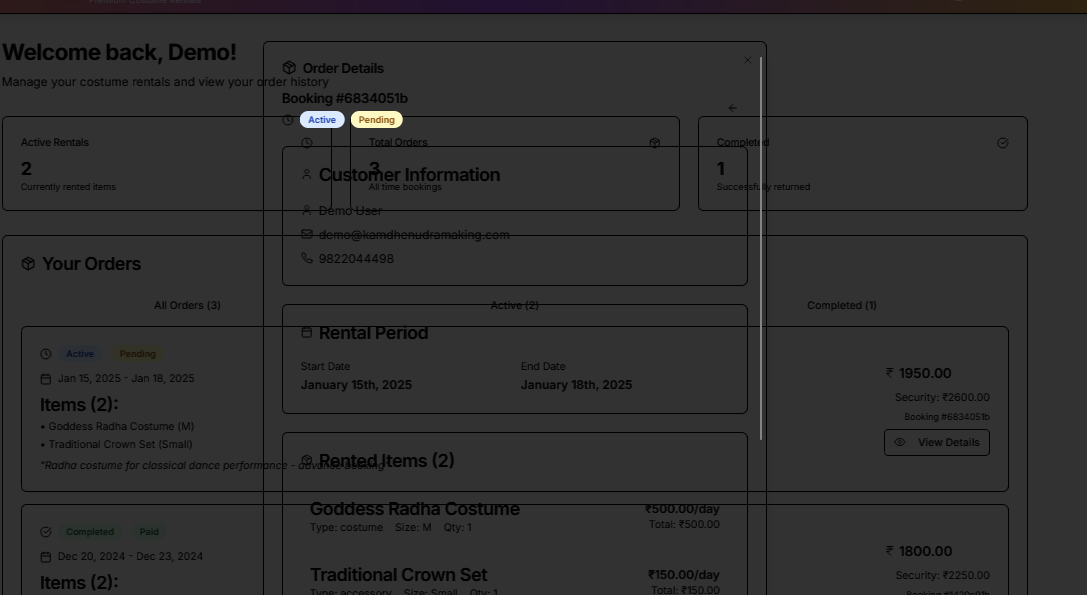 Premium Costume Rentals
Welcome back, Demo!
Manage your costume rentals and view your order history
Order Details
Booking #6834051b
Active Pending
Active Rentals
2
Currently rented items
Total Orders
3
All time bookings
Completed
1
Successfully returned
Customer Information
Demo User
demo@kamdhenudramaking.com
9822044498
Rental Period
Start Date
January 15th, 2025
End Date
January 18th, 2025
Rented Items (2)
Goddess Radha Costume
₹500.00/day
Type: costume Size: M Qty: 1
Total: ₹500.00
Traditional Crown Set
₹150.00/day
Type: accessory Size: Small Qty: 1
Total: ₹150.00
Your Orders
All Orders (3)
Active (2)
Completed (1)
Active Pending
Jan 15, 2025 - Jan 18, 2025
Items (2):
• Goddess Radha Costume (M)
• Traditional Crown Set (Small)
"Radha costume for classical dance performance - advance booking"
₹ 1950.00
Security: ₹2600.00
Booking #6834051b
View Details
Completed Paid
Dec 20, 2024 - Dec 23, 2024
Items (2):
₹ 1800.00
Security: ₹2250.00